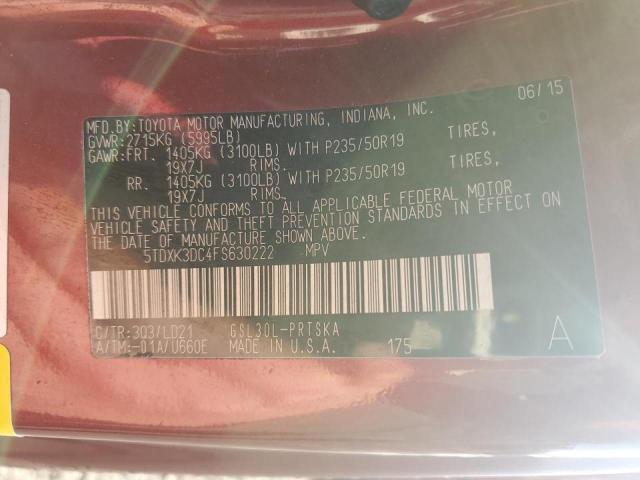 06/15
MFD.BY:TOYOTA MOTOR MANUFACTURING, INDIANA, INC.
GVWR:2715KG (5995LB)
GAWR:FRT. 1405KG (3100LB) WITH P235/50R19 TIRES,
19X7J RIMS.
RR. 1405KG (3100LB) WITH P235/50R19 TIRES,
19X7J RIMS.
THIS VEHICLE CONFORMS TO ALL APPLICABLE FEDERAL MOTOR
VEHICLE SAFETY AND THEFT PREVENTION STANDARDS IN EFFECT ON
THE DATE OF MANUFACTURE SHOWN ABOVE.
5TDXK3DC4FS630222 MPV
C/TR:3Q3/LD21 GSL30L-PRTSKA
A/TM:-01A/U660E MADE IN U.S.A. 175 A